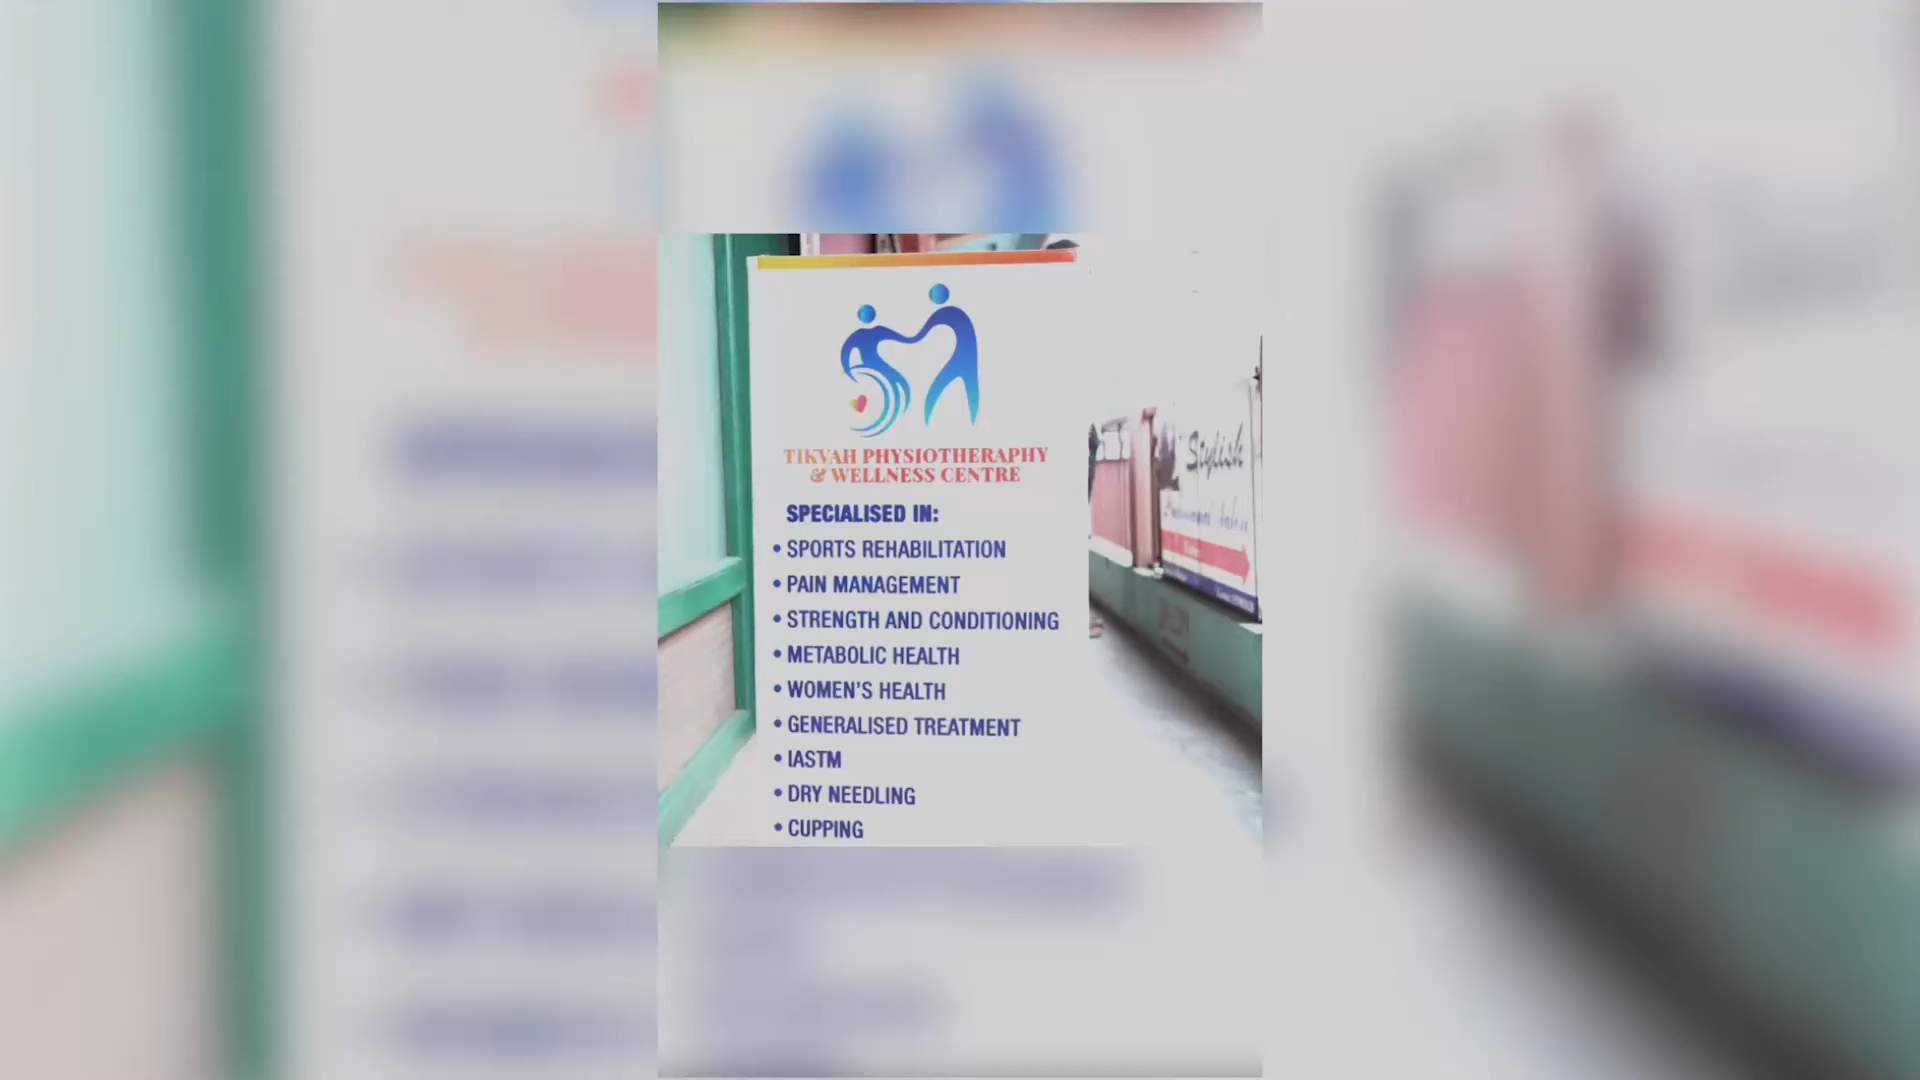 TIKVAH PHYSIOTHERAPHY
& WELLNESS CENTRE
SPECIALISED IN:
• SPORTS REHABILITATION
• PAIN MANAGEMENT
• STRENGTH AND CONDITIONING
• METABOLIC HEALTH
• WOMEN'S HEALTH
• GENERALISED TREATMENT
• IASTM
• DRY NEEDLING
• CUPPING
Stylish